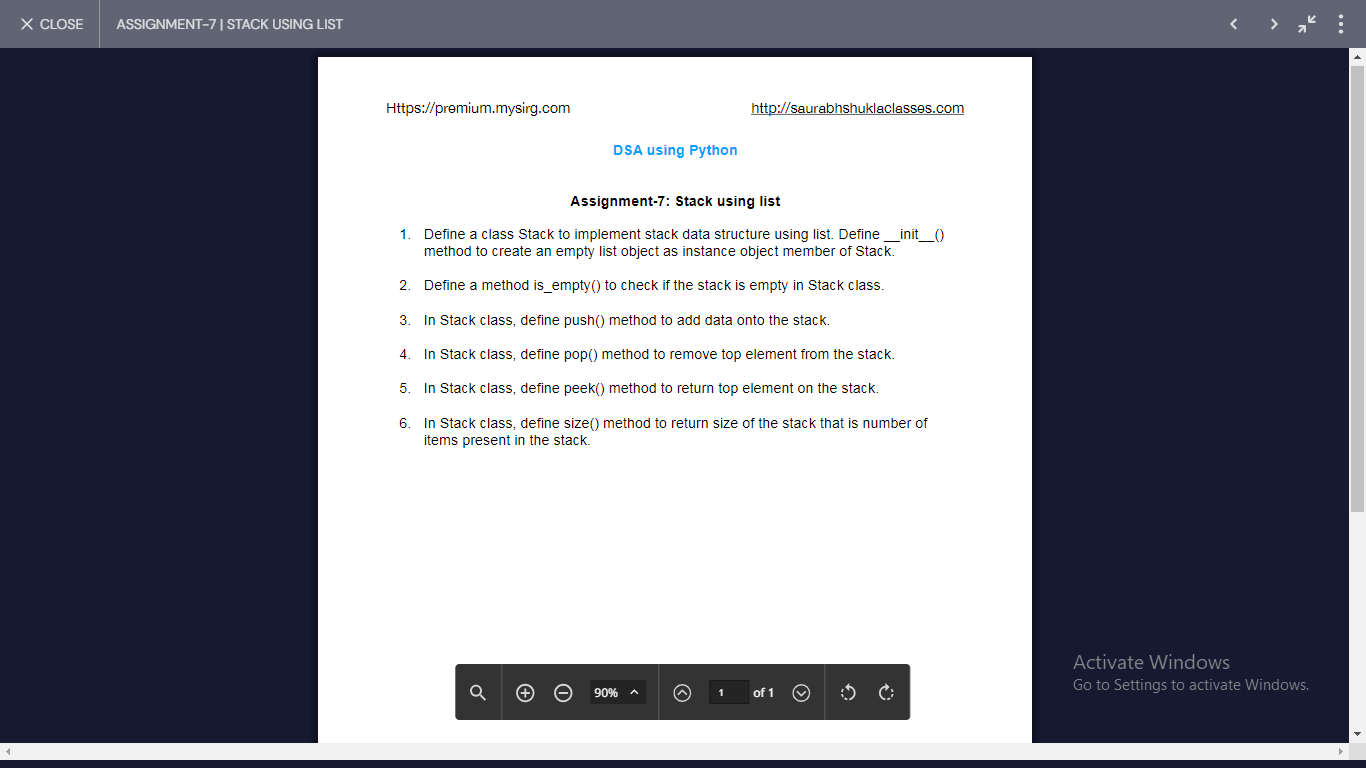 CLOSE
ASSIGNMENT-7 | STACK USING LIST
Https://premium.mysirg.com
http://saurabhshuklaclasses.com
DSA using Python
Assignment-7: Stack using list
1. Define a class Stack to implement stack data structure using list. Define __init__()
method to create an empty list object as instance object member of Stack.
2. Define a method is_empty() to check if the stack is empty in Stack class.
3. In Stack class, define push() method to add data onto the stack.
4. In Stack class, define pop() method to remove top element from the stack.
5. In Stack class, define peek() method to return top element on the stack.
6. In Stack class, define size() method to return size of the stack that is number of
items present in the stack.
Activate Windows
Go to Settings to activate Windows.
90% 1 of 1